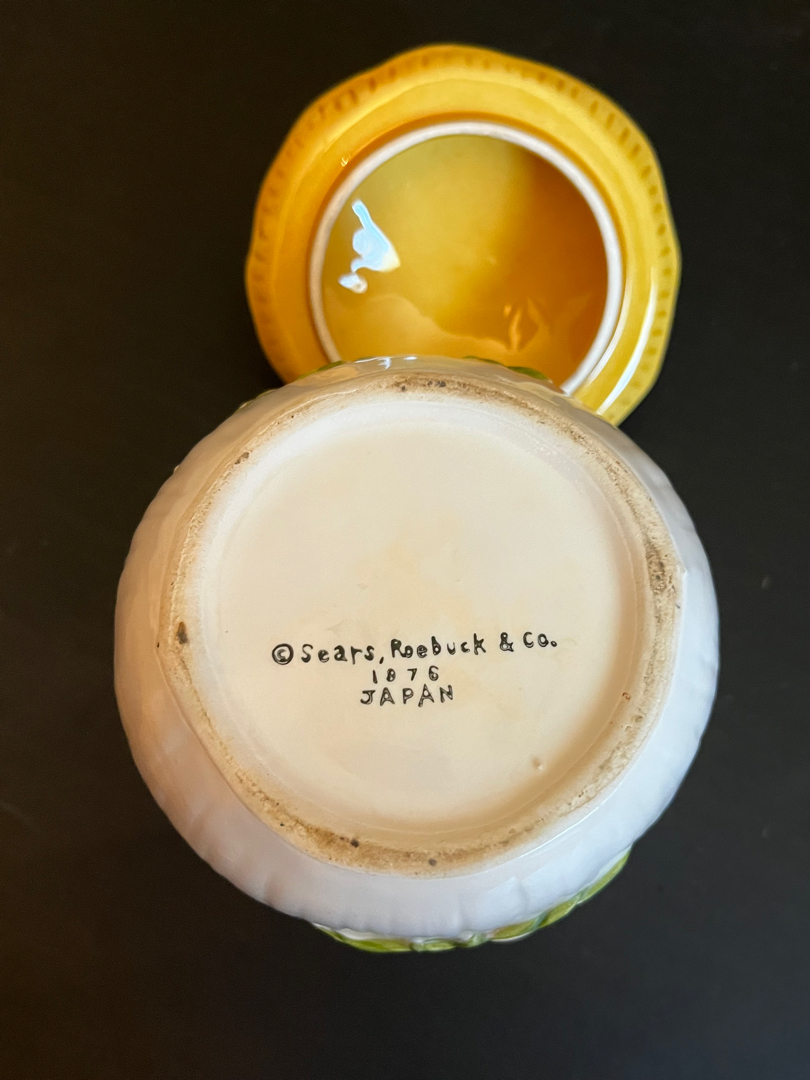 ©Sears, Roebuck & Co.
1976
JAPAN